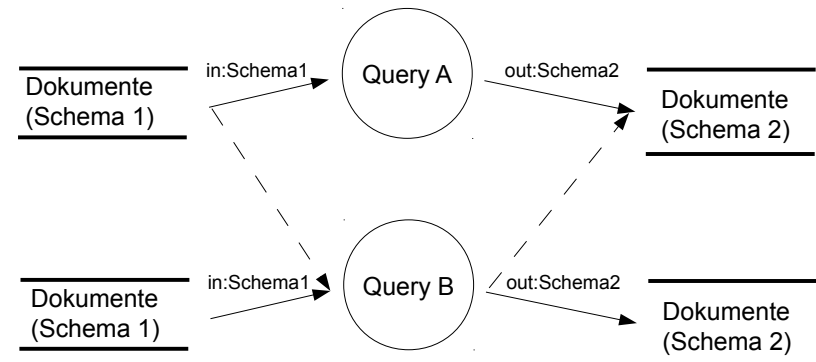 in:Schema1
Query A
out:Schema2
Dokumente
(Schema 1)
Dokumente
(Schema 2)
in:Schema1
Query B
out:Schema2
Dokumente
(Schema 1)
Dokumente
(Schema 2)